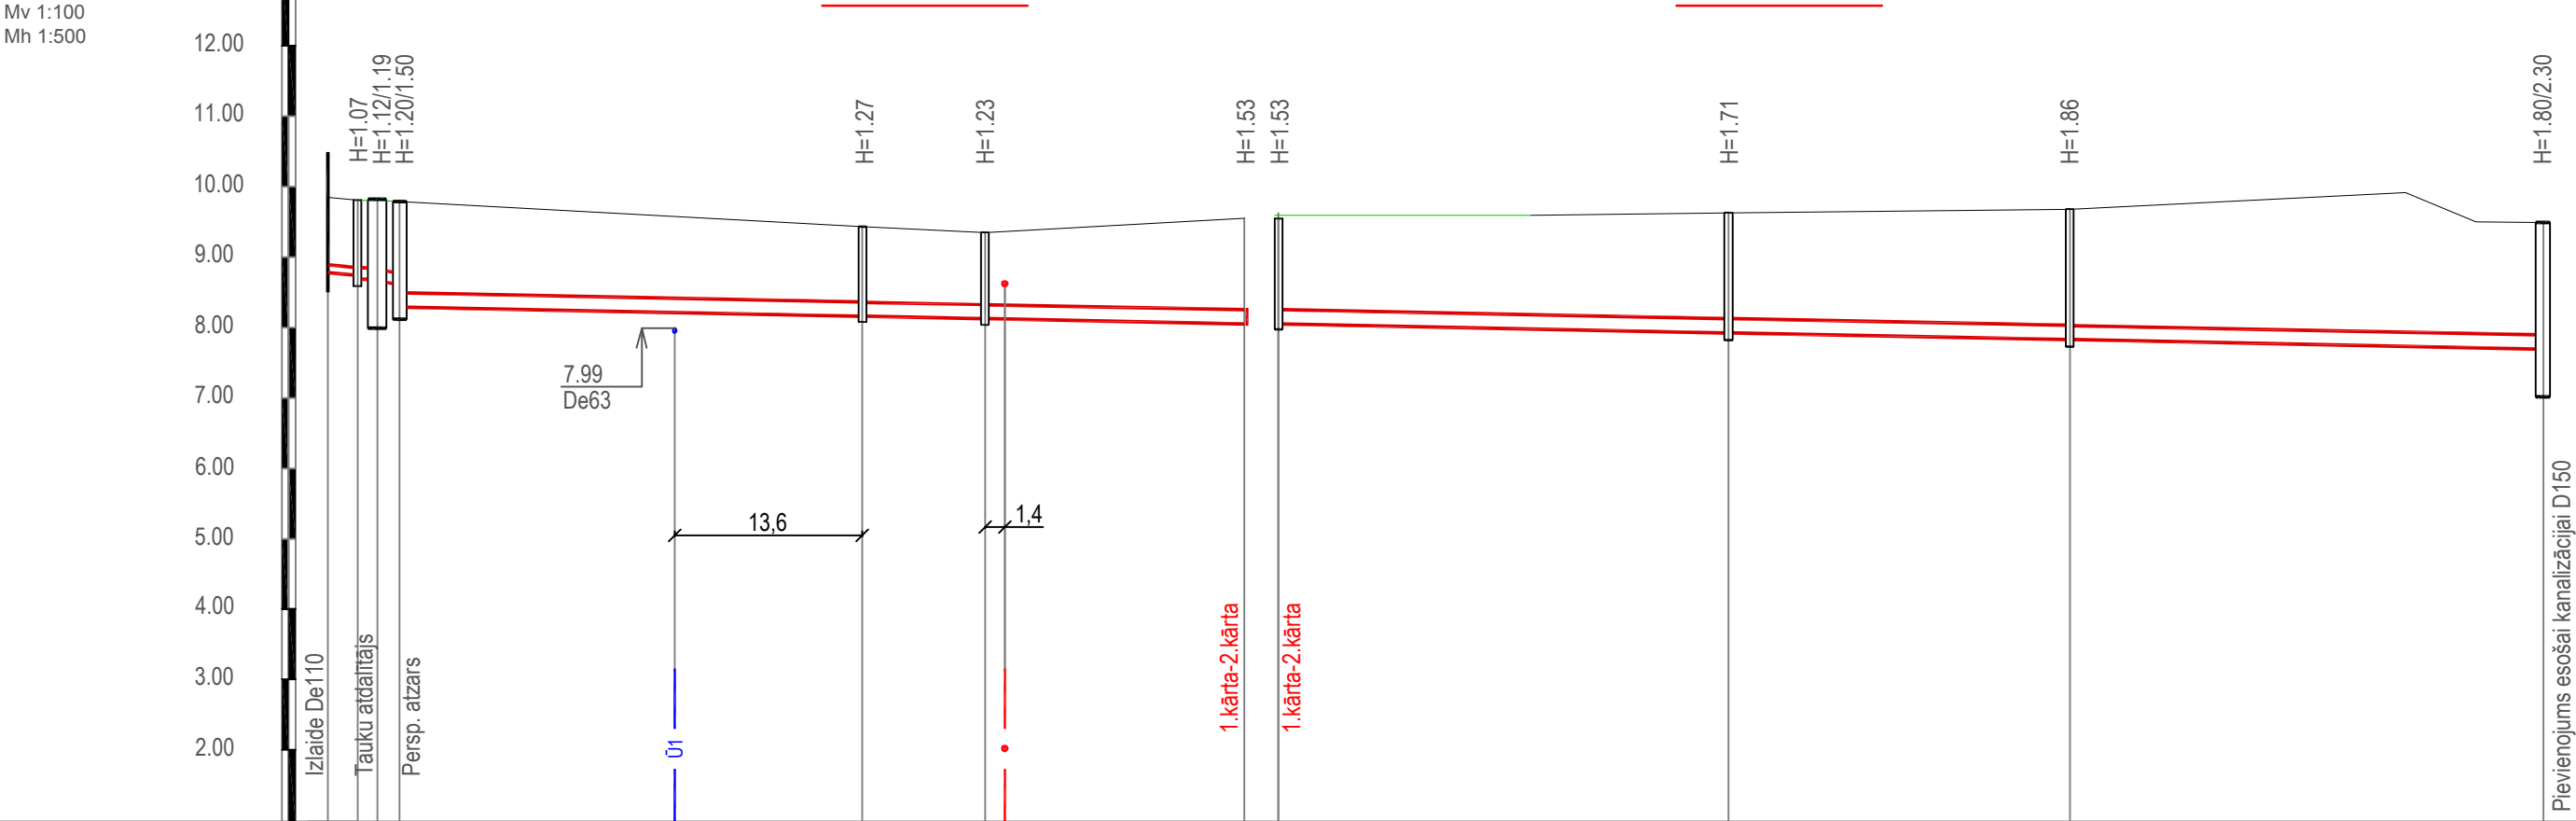 Mv 1:100
Mh 1:500
12.00
11.00
10.00
9.00
8.00
7.00
6.00
5.00
4.00
3.00
2.00
H=1.07
H=1.12/1.19
H=1.20/1.50
H=1.27
H=1.23
H=1.53
H=1.53
H=1.71
H=1.86
H=1.80/2.30
7.99
De63
13,6
1,4
Izlaide De110
Tauku atdalītājs
Persp. atzars
Ū1
1.kārta-2.kārta
1.kārta-2.kārta
Pievienojums esošai kanalizācijai D150